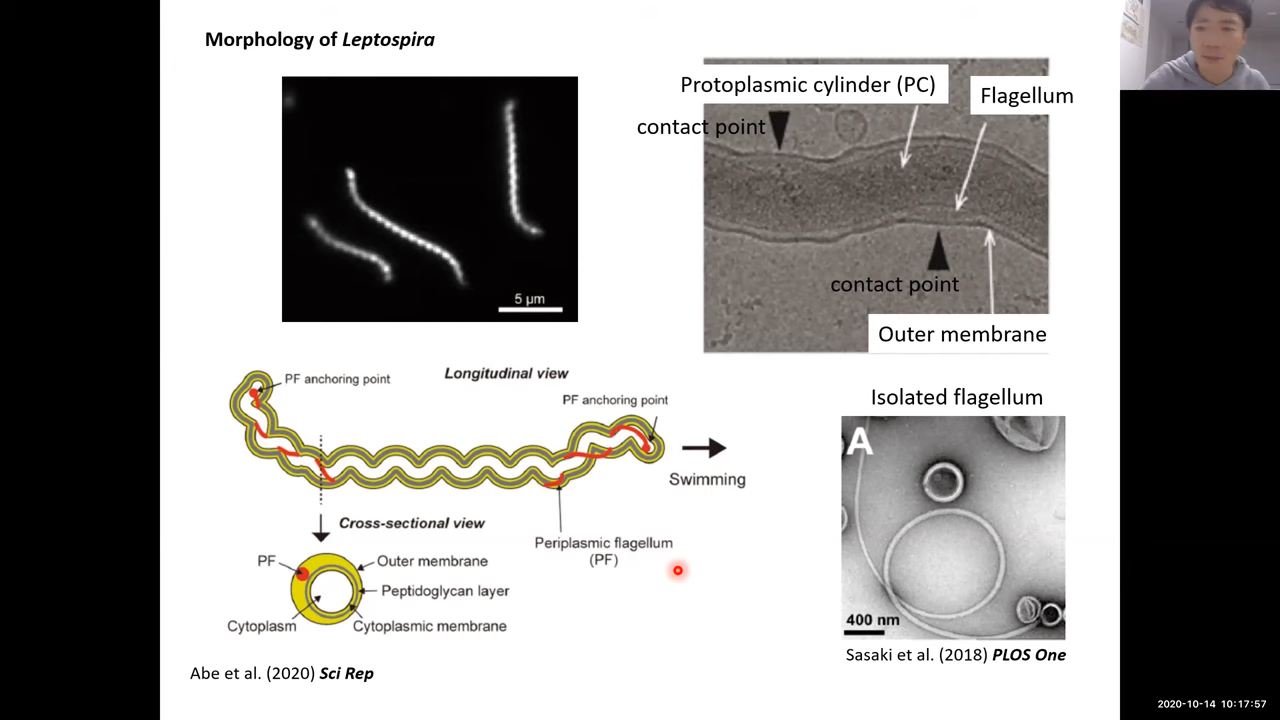 Morphology of Leptospira
5 μm
Protoplasmic cylinder (PC)
Flagellum
contact point
contact point
Outer membrane
PF anchoring point
Longitudinal view
PF anchoring point
Swimming
Cross-sectional view
Periplasmic flagellum
(PF)
PF
Outer membrane
Peptidoglycan layer
Cytoplasm
Cytoplasmic membrane
Abe et al. (2020) Sci Rep
Isolated flagellum
A
400 nm
Sasaki et al. (2018) PLOS One
2020-10-14 10:17:57